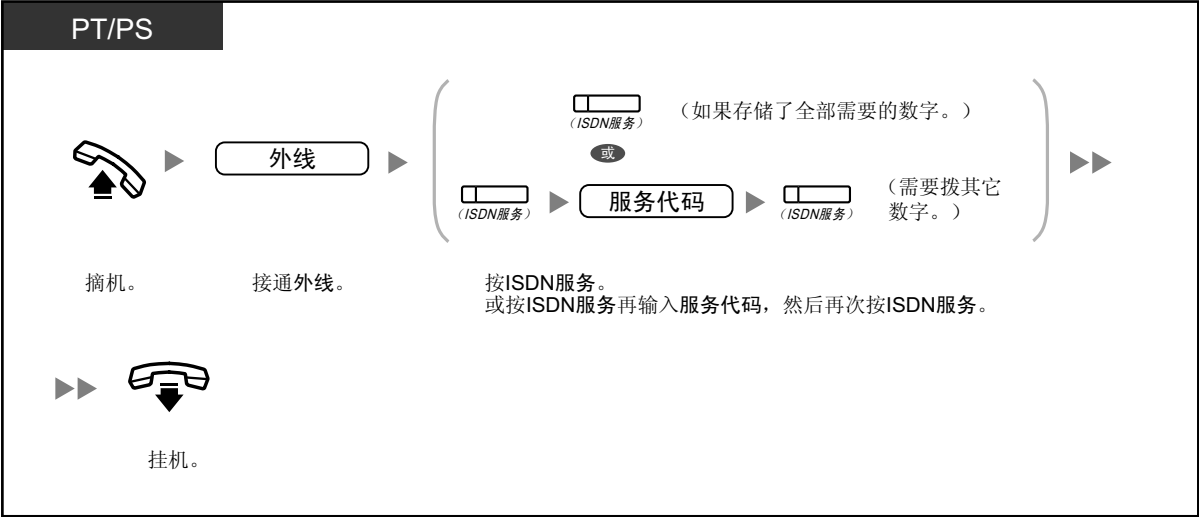 PT/PS
(ISDN服务)
（如果存储了全部需要的数字。）
或
外线
(ISDN服务)
服务代码
(ISDN服务)
（需要拨其它
数字。）
摘机。
接通外线。
按ISDN服务。
或按ISDN服务再输入服务代码，然后再次按ISDN服务。
挂机。